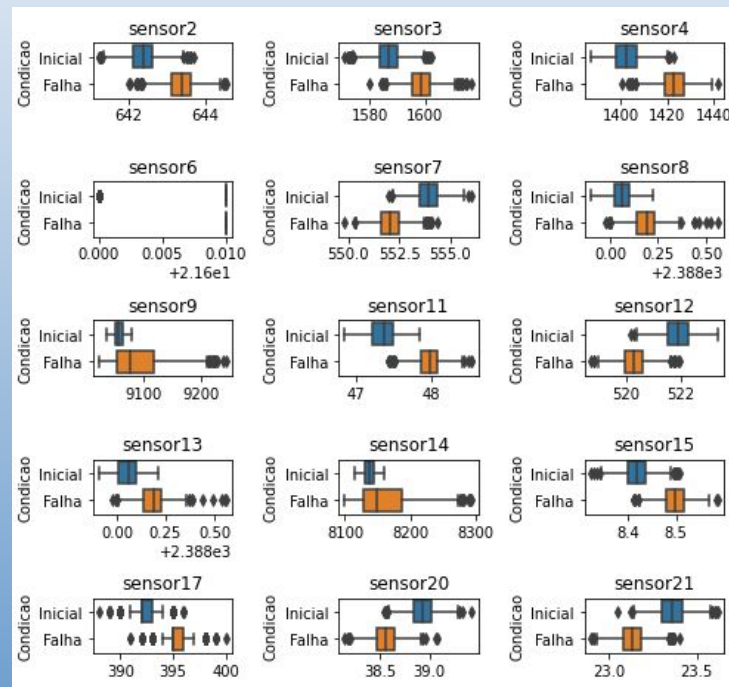 sensor2 sensor3 sensor4
Condicao Inicial Condicao Inicial Condicao Inicial
Falha Falha Falha
642 644 1580 1600 1400 1420 1440
sensor6 sensor7 sensor8
Condicao Inicial Condicao Inicial Condicao Inicial
Falha Falha Falha
0.000 0.005 0.010 550.0 552.5 555.0 0.00 0.25 0.50
+2.16e1 +2.388e3
sensor9 sensor11 sensor12
Condicao Inicial Condicao Inicial Condicao Inicial
Falha Falha Falha
9100 9200 47 48 520 522
sensor13 sensor14 sensor15
Condicao Inicial Condicao Inicial Condicao Inicial
Falha Falha Falha
0.00 0.25 0.50 8100 8200 8300 8.4 8.5
+2.388e3
sensor17 sensor20 sensor21
Condicao Inicial Condicao Inicial Condicao Inicial
Falha Falha Falha
390 395 400 38.5 39.0 23.0 23.5